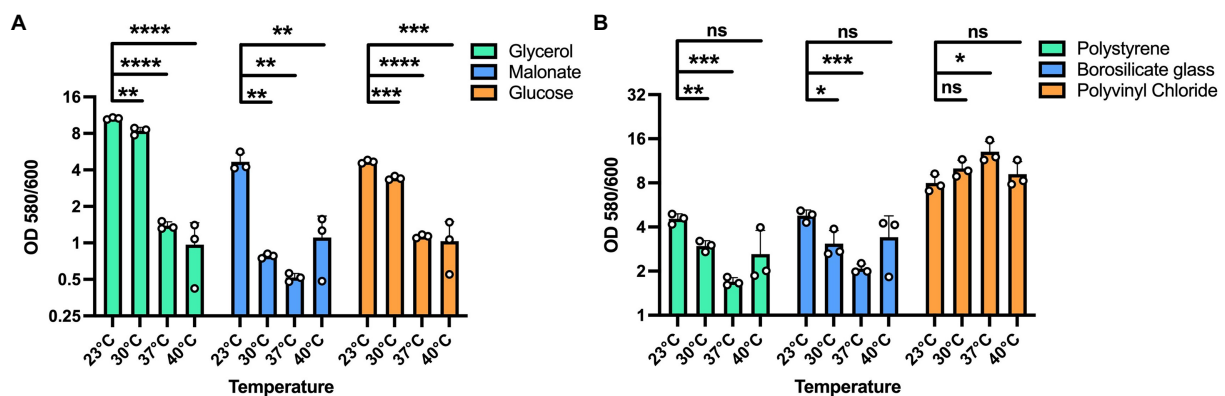 A
****
****
**
**
**
**
***
****
***
Glycerol
Malonate
Glucose
OD 580/600
16
8
4
2
1
0.5
0.25
23°C 30°C 37°C 40°C 23°C 30°C 37°C 40°C 23°C 30°C 37°C 40°C
Temperature
B
ns
***
**
ns
***
*
ns
*
ns
Polystyrene
Borosilicate glass
Polyvinyl Chloride
OD 580/600
32
16
8
4
2
1
23°C 30°C 37°C 40°C 23°C 30°C 37°C 40°C 23°C 30°C 37°C 40°C
Temperature